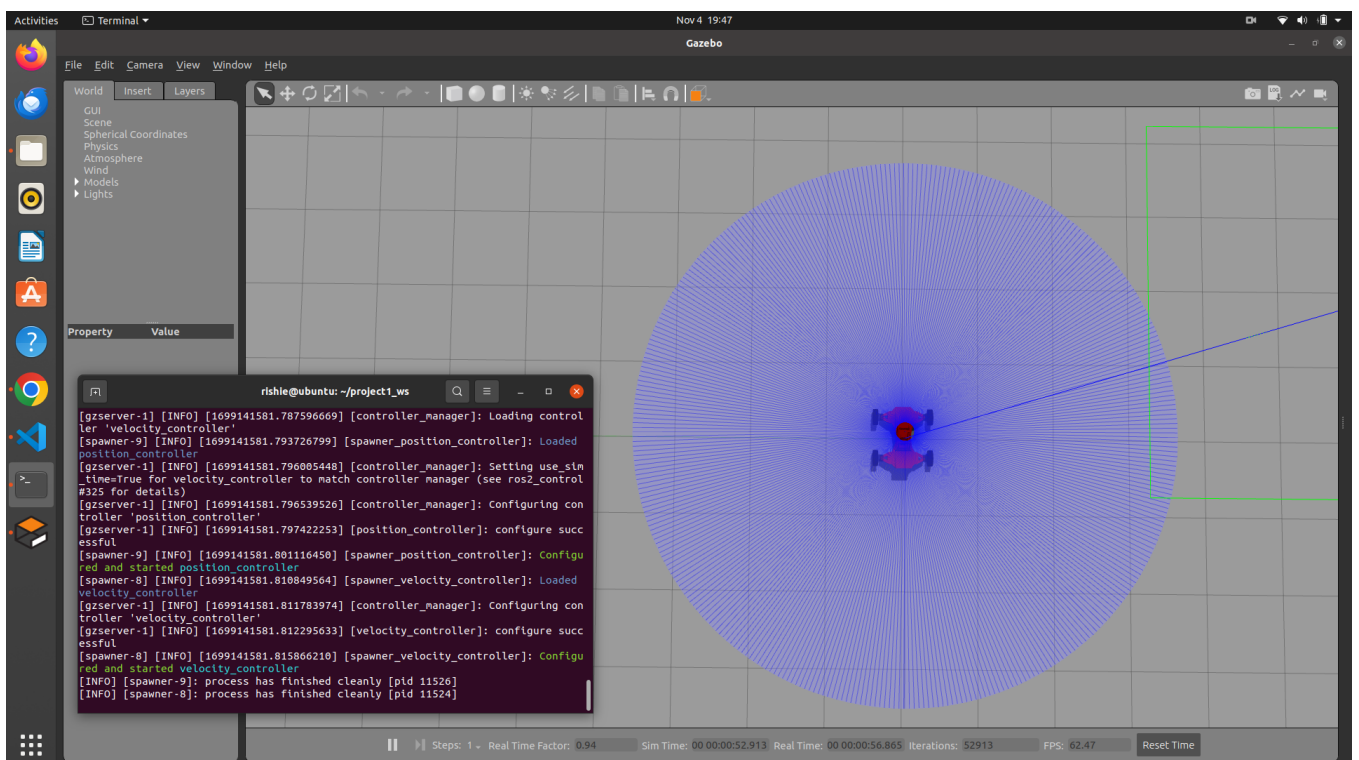 Activities
Terminal
Nov 4 19:47
Gazebo
File Edit Camera View Window Help
World Insert Layers
GUI
Scene
Spherical Coordinates
Physics
Atmosphere
Wind
Models
Lights
Property Value
rishie@ubuntu: ~/project1_ws
[gzserver-1] [INFO] [1699141581.787596669] [controller_manager]: Loading control
ler 'velocity_controller'
[spawner-9] [INFO] [1699141581.793726799] [spawner_position_controller]: Loaded
position_controller
[gzserver-1] [INFO] [1699141581.796005448] [controller_manager]: Setting use_sim
_time=True for velocity_controller to match controller manager (see ros2_control
#325 for details)
[gzserver-1] [INFO] [1699141581.796539526] [controller_manager]: Configuring con
troller 'position_controller'
[gzserver-1] [INFO] [1699141581.797422253] [position_controller]: configure succ
essful
[spawner-9] [INFO] [1699141581.801116450] [spawner_position_controller]: Configu
red and started position_controller
[spawner-8] [INFO] [1699141581.810849564] [spawner_velocity_controller]: Loaded
velocity_controller
[gzserver-1] [INFO] [1699141581.811783974] [controller_manager]: Configuring con
troller 'velocity_controller'
[gzserver-1] [INFO] [1699141581.812295633] [velocity_controller]: configure succ
essful
[spawner-8] [INFO] [1699141581.815866210] [spawner_velocity_controller]: Configu
red and started velocity_controller
[INFO] [spawner-9]: process has finished cleanly [pid 11526]
[INFO] [spawner-8]: process has finished cleanly [pid 11524]
Steps: 1 Real Time Factor: 0.94 Sim Time: 00 00:00:52.913 Real Time: 00 00:00:56.865 Iterations: 52913 FPS: 62.47 Reset Time